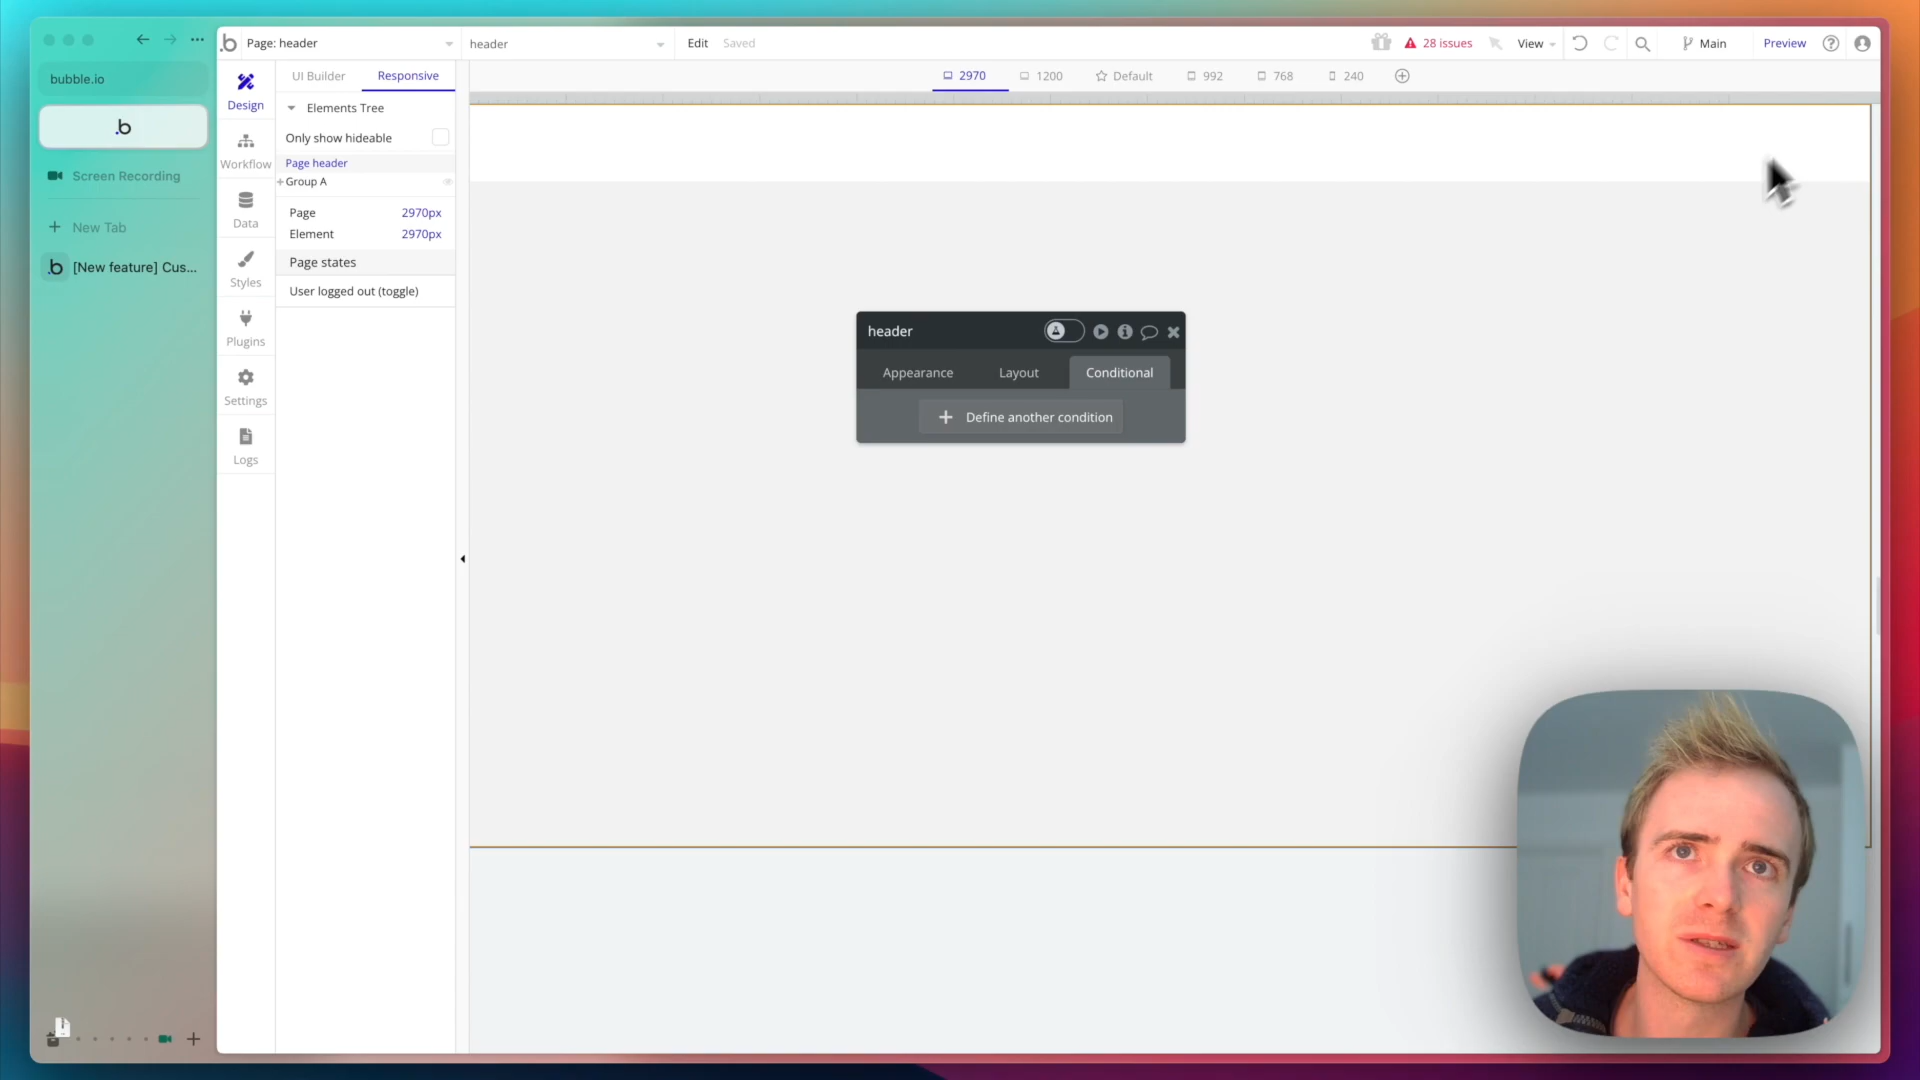 Page: header
header
Edit
Saved
28 issues
View
Main
Preview
bubble.io
Screen Recording
New Tab
[New feature] Cus...
Design
Workflow
Data
Styles
Plugins
Settings
Logs
UI Builder
Responsive
Elements Tree
Only show hideable
Page header
Group A
Page 2970px
Element 2970px
Page states
User logged out (toggle)
2970
1200
Default
992
768
240
header
Appearance
Layout
Conditional
Define another condition